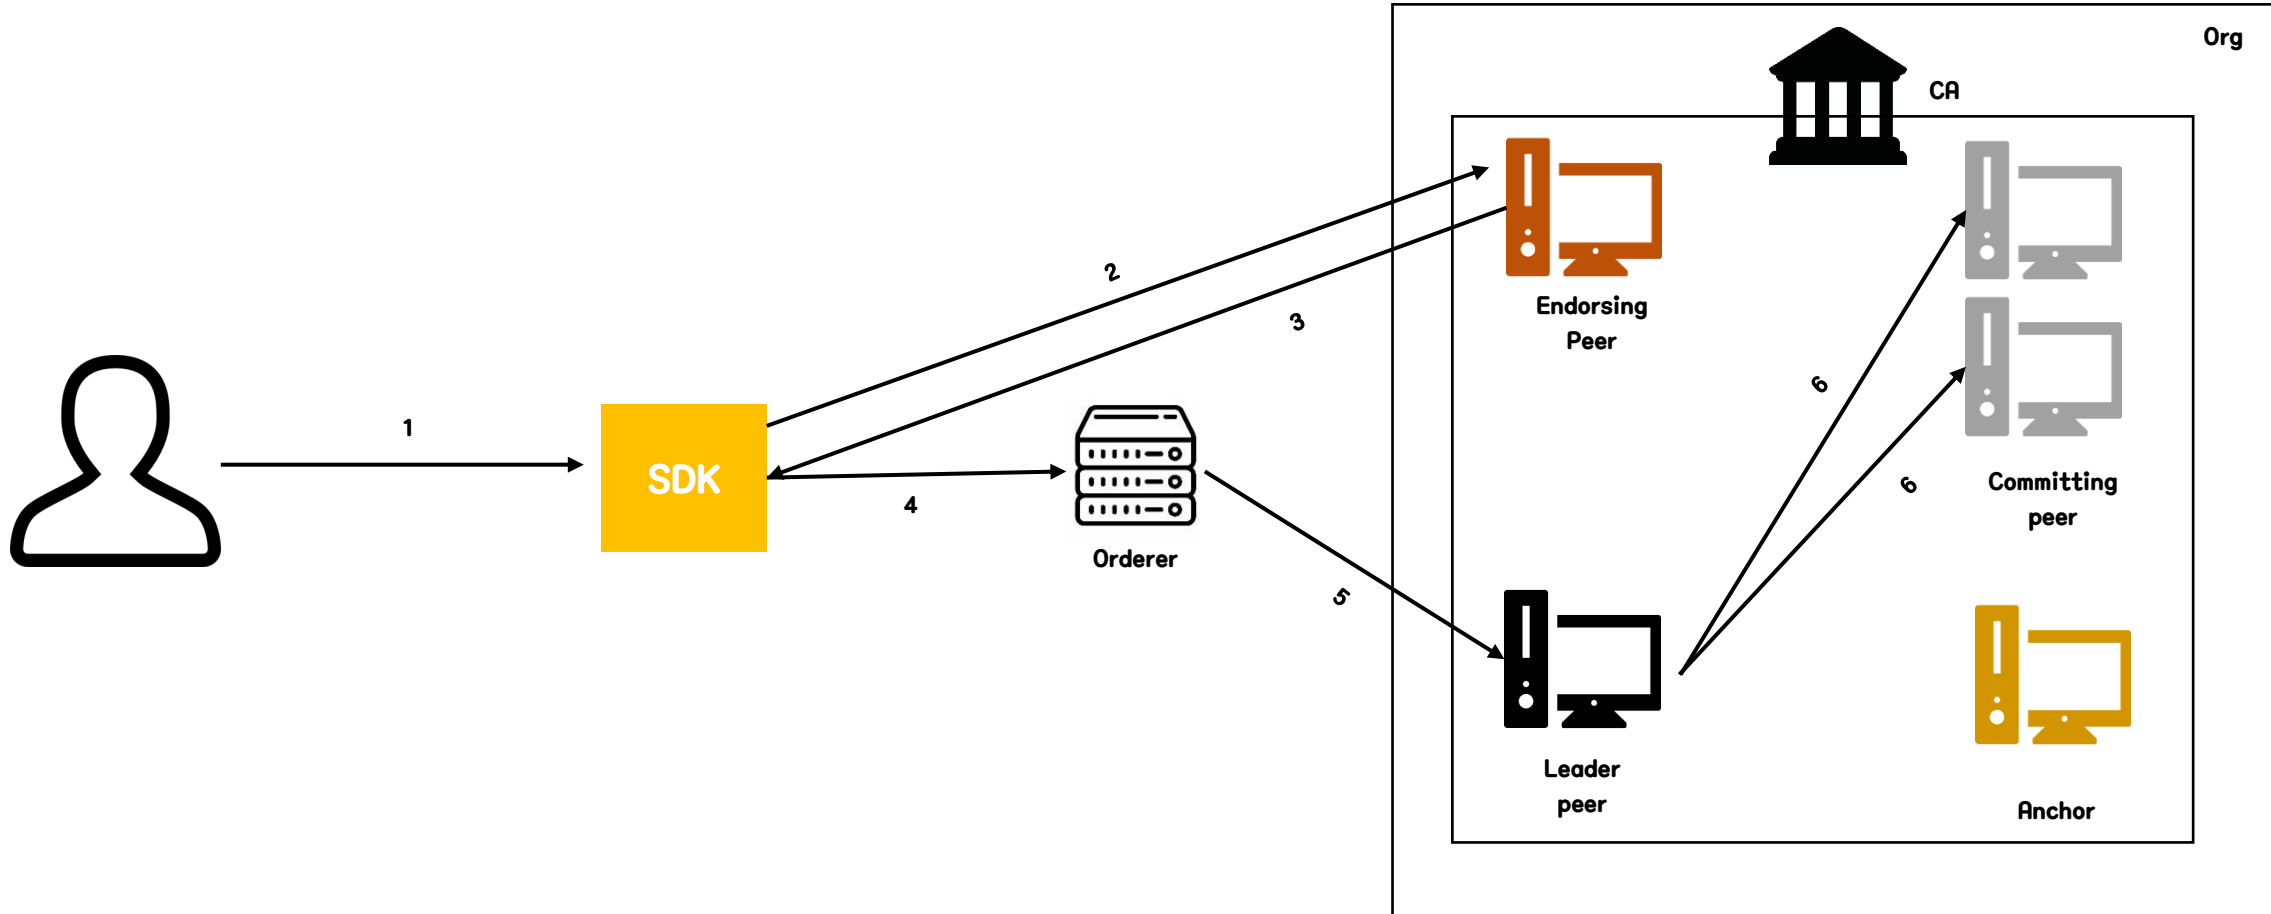 Org
CA
2
3
Endorsing
Peer
1
SDK
4
Orderer
5
6
6
Committing
peer
Leader
peer
Anchor